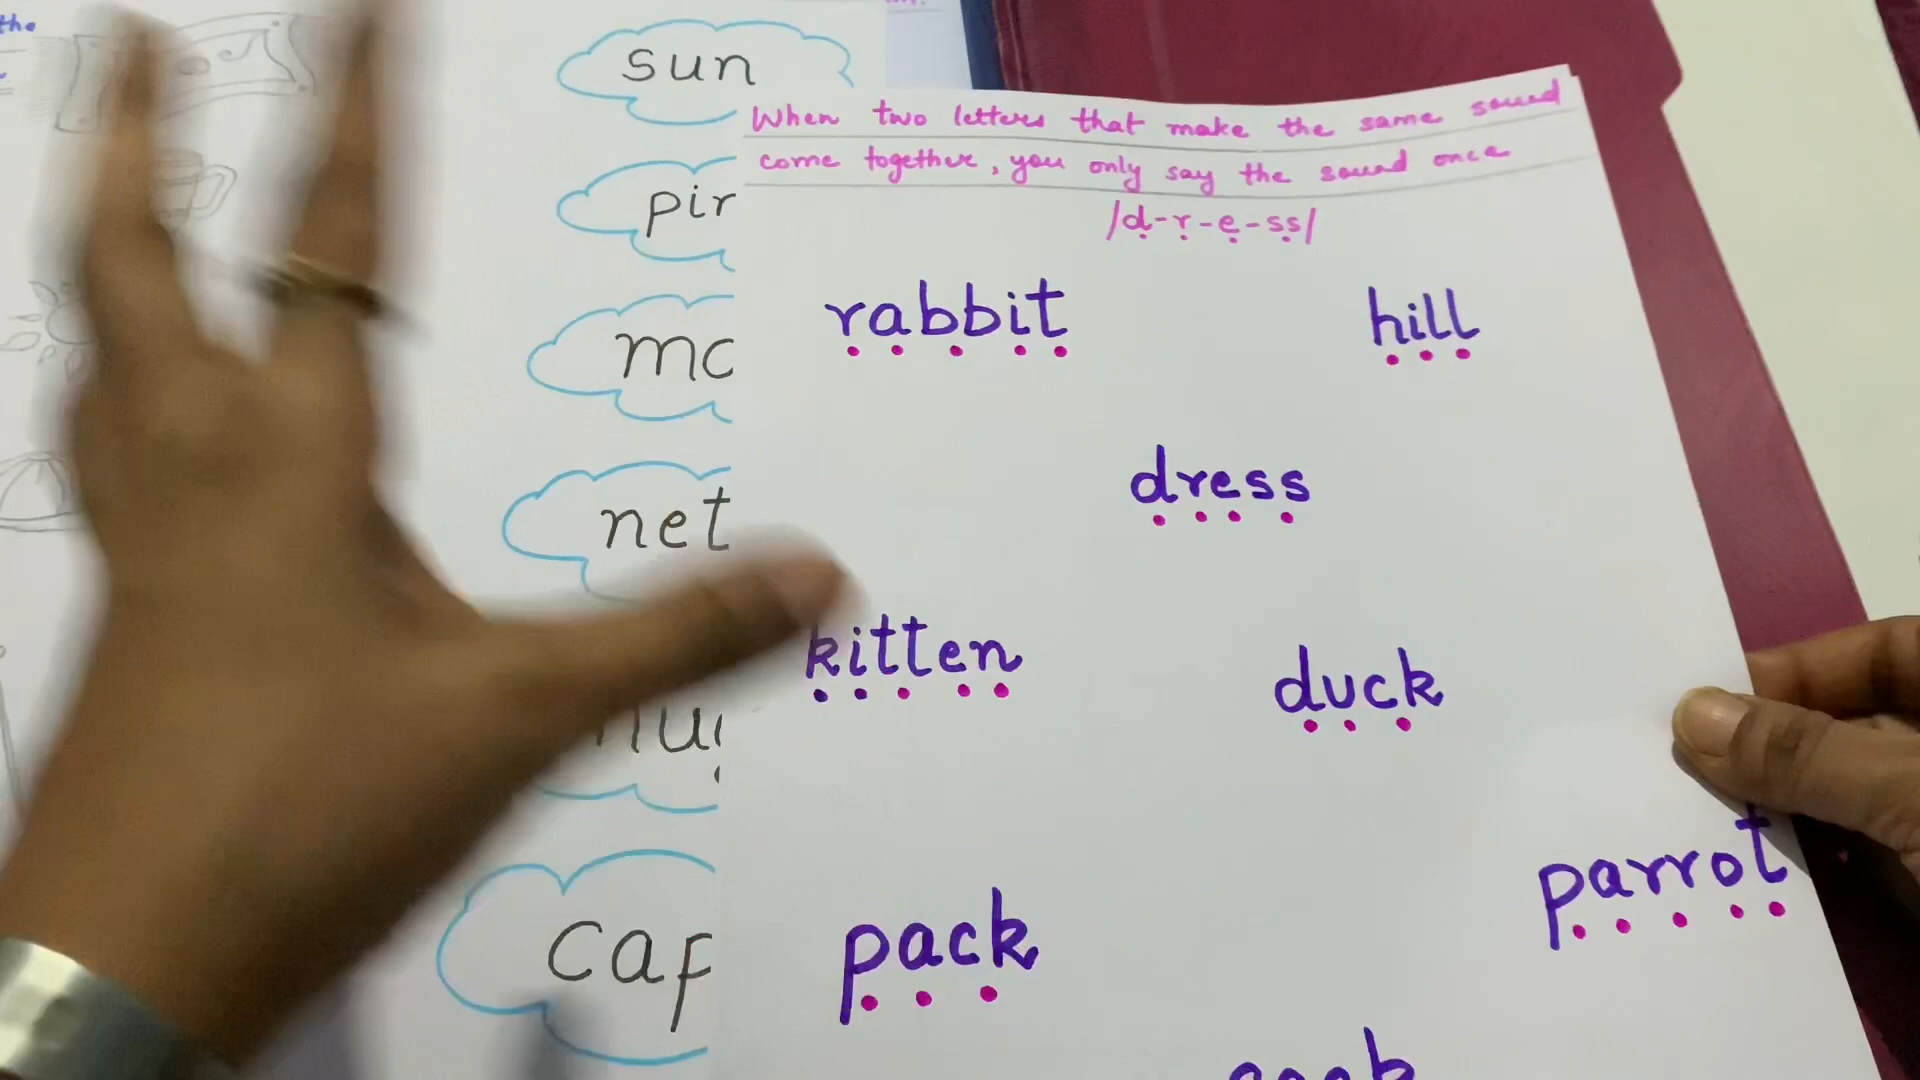 the
sun
When two letters that make the same sound
come together, you only say the sound once
/d-r-e-ss/
rabbit
hill
dress
net
kitten
duck
parrot
pack